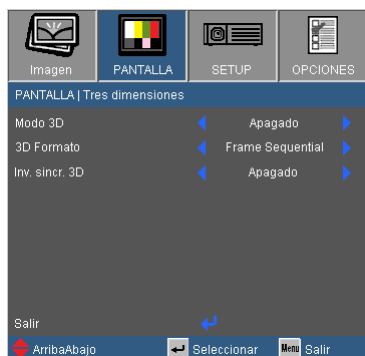 Imagen PANTALLA SETUP OPCIONES
PANTALLA | Tres dimensiones
Modo 3D Apagado
3D Formato Frame Sequential
Inv. sincr. 3D Apagado
Salir
ArribaAbajo Seleccionar Menu Salir